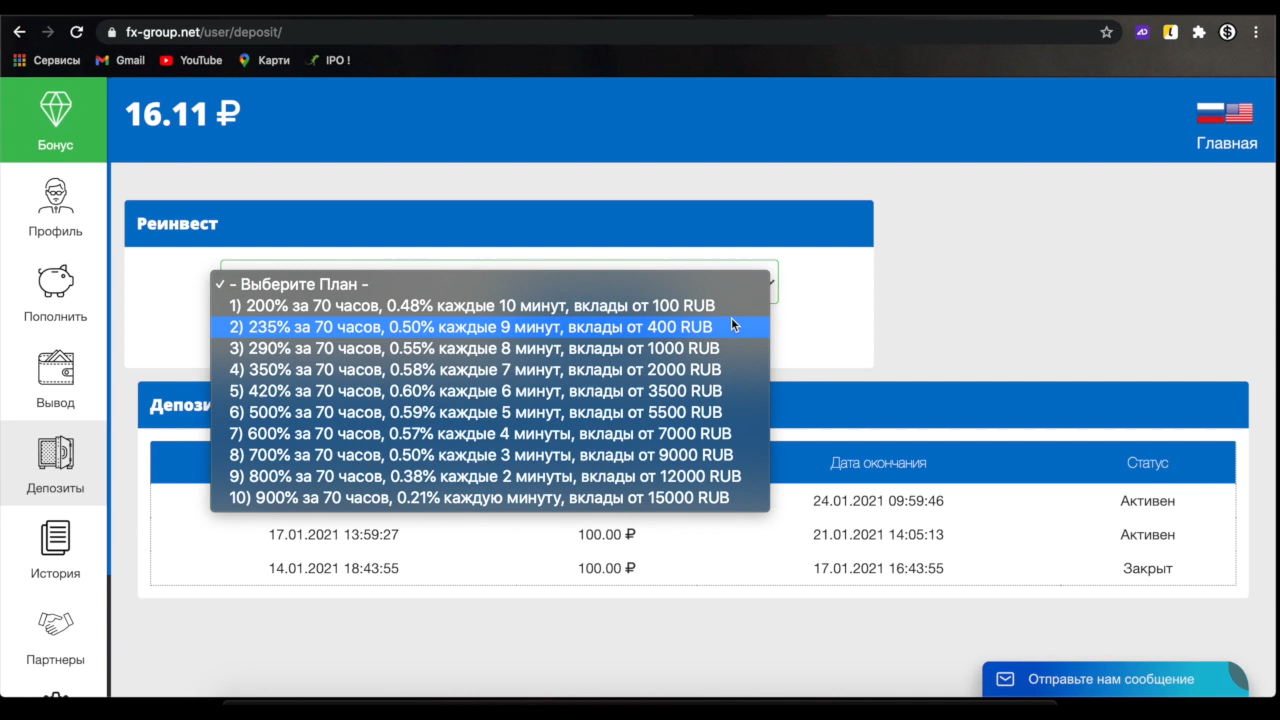 fx-group.net/user/deposit/
Сервисы
Gmail
YouTube
Карти
IPO !
16.11 ₽
Главная
Бонус
Профиль
Пополнить
Вывод
Депозиты
История
Партнеры
Реинвест
✓ - Выберите План -
1) 200% за 70 часов, 0.48% каждые 10 минут, вклады от 100 RUB
2) 235% за 70 часов, 0.50% каждые 9 минут, вклады от 400 RUB
3) 290% за 70 часов, 0.55% каждые 8 минут, вклады от 1000 RUB
4) 350% за 70 часов, 0.58% каждые 7 минут, вклады от 2000 RUB
5) 420% за 70 часов, 0.60% каждые 6 минут, вклады от 3500 RUB
6) 500% за 70 часов, 0.59% каждые 5 минут, вклады от 5500 RUB
7) 600% за 70 часов, 0.57% каждые 4 минуты, вклады от 7000 RUB
8) 700% за 70 часов, 0.50% каждые 3 минуты, вклады от 9000 RUB
9) 800% за 70 часов, 0.38% каждые 2 минуты, вклады от 12000 RUB
10) 900% за 70 часов, 0.21% каждую минуту, вклады от 15000 RUB
Депози
Дата окончания Статус
24.01.2021 09:59:46 Активен
17.01.2021 13:59:27 100.00 ₽ 21.01.2021 14:05:13 Активен
14.01.2021 18:43:55 100.00 ₽ 17.01.2021 16:43:55 Закрыт
Отправьте нам сообщение